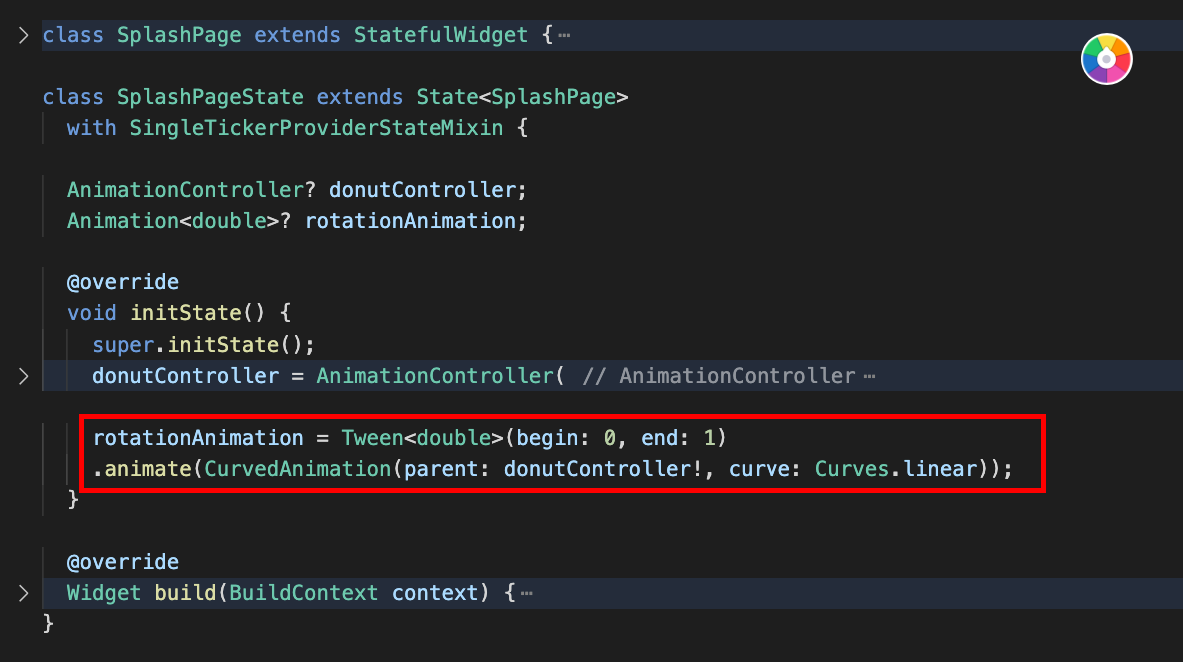 class SplashPage extends StatefulWidget {⋯
class SplashPageState extends State<SplashPage>
with SingleTickerProviderStateMixin {
AnimationController? donutController;
Animation<double>? rotationAnimation;
@override
void initState() {
super.initState();
donutController = AnimationController( // AnimationController ⋯
rotationAnimation = Tween<double>(begin: 0, end: 1)
.animate(CurvedAnimation(parent: donutController!, curve: Curves.linear));
}
@override
Widget build(BuildContext context) {⋯
}